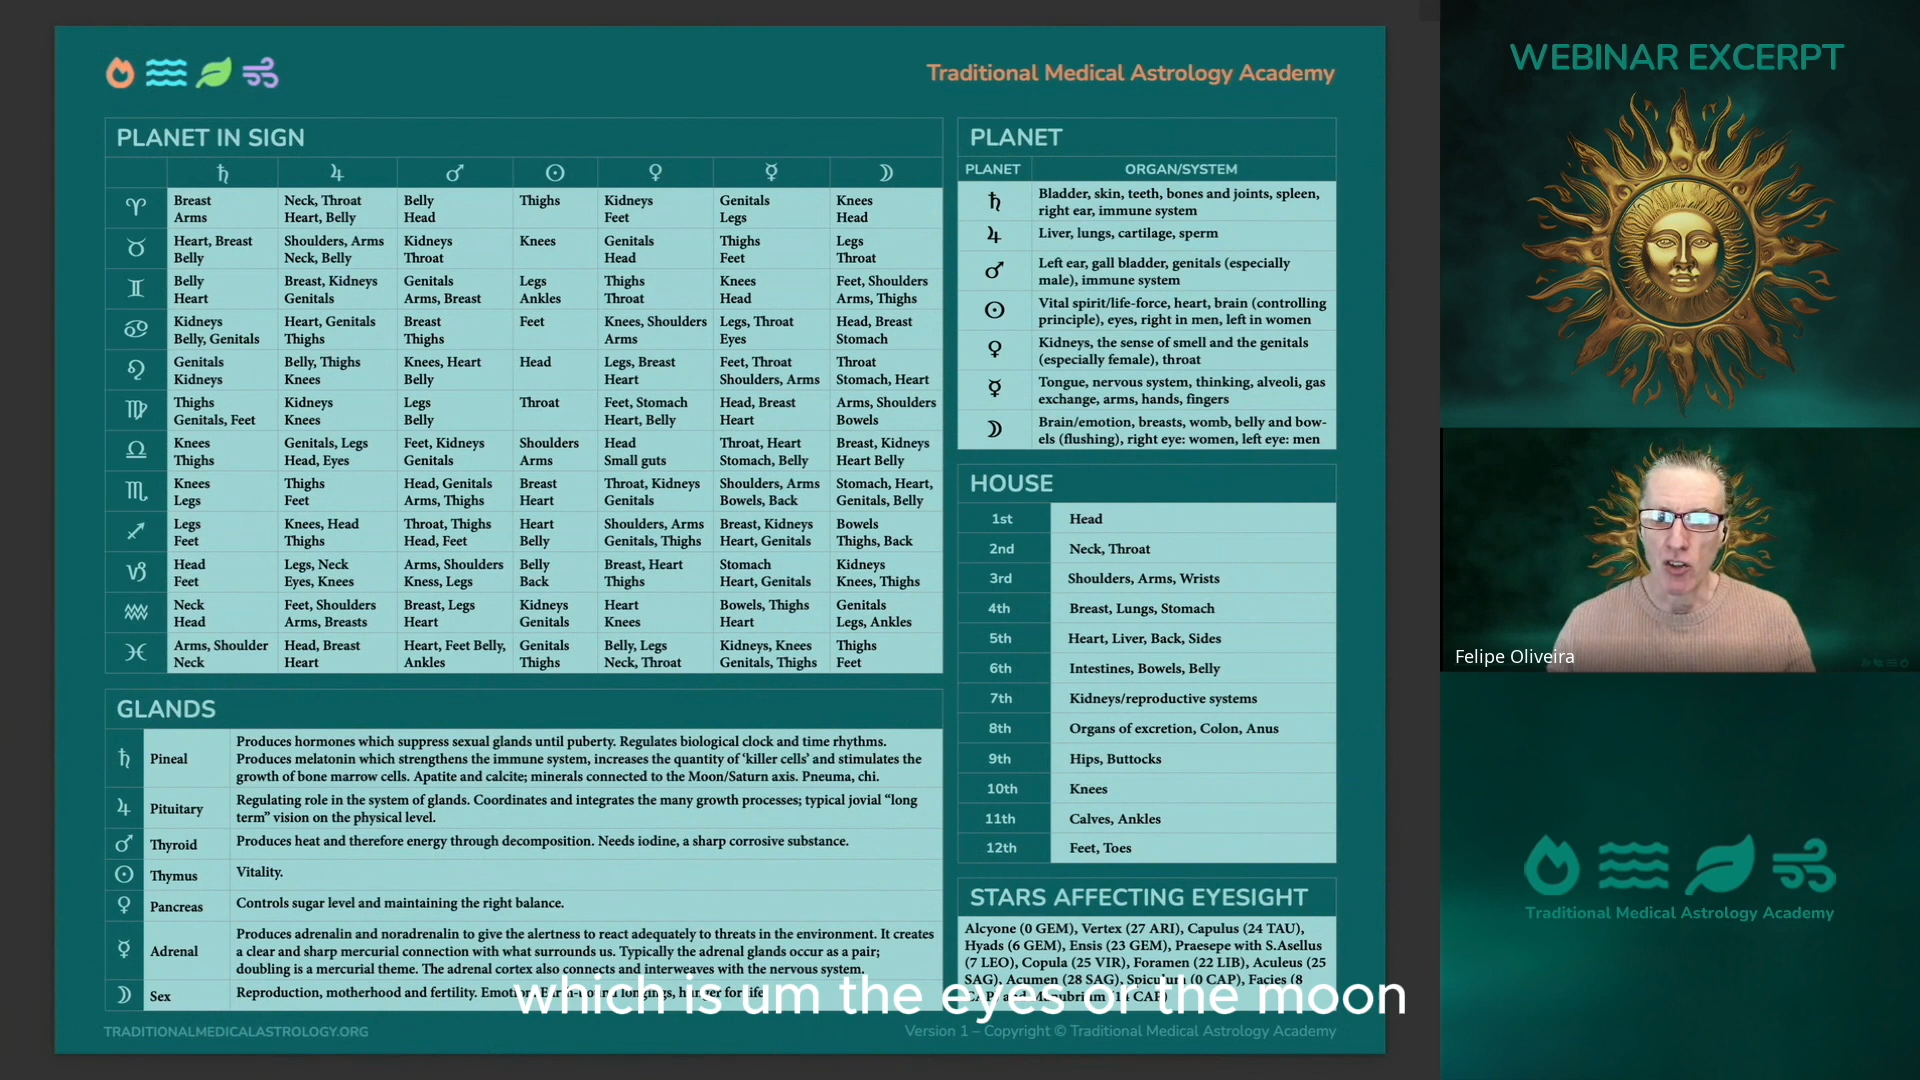 Traditional Medical Astrology Academy
WEBINAR EXCERPT
PLANET IN SIGN
♄ ♃ ♂ ☉ ♀ ☿ ☽
♈ Breast Neck, Throat Belly Thighs Kidneys Genitals Knees
Arms Heart, Belly Head Feet Legs Head
♉ Heart, Breast Shoulders, Arms Kidneys Knees Genitals Thighs Legs
Belly Neck, Belly Throat Head Feet Throat
♊ Belly Breast, Kidneys Genitals Legs Thighs Knees Feet, Shoulders
Heart Genitals Arms, Breast Ankles Throat Head Arms, Thighs
♋ Kidneys Heart, Genitals Breast Feet Knees, Shoulders Legs, Throat Head, Breast
Belly, Genitals Thighs Thighs Arms Eyes Stomach
♌ Genitals Belly, Thighs Knees, Heart Head Legs, Breast Feet, Throat Throat
Kidneys Knees Belly Heart Shoulders, Arms Stomach, Heart
♍ Thighs Kidneys Legs Throat Feet, Stomach Head, Breast Arms, Shoulders
Genitals, Feet Knees Belly Heart, Belly Heart Bowels
♎ Knees Genitals, Legs Feet, Kidneys Shoulders Head Throat, Heart Breast, Kidneys
Thighs Head, Eyes Genitals Arms Small guts Stomach, Belly Heart Belly
♏ Knees Thighs Head, Genitals Breast Throat, Kidneys Shoulders, Arms Stomach, Heart,
Legs Feet Arms, Thighs Heart Genitals Bowels, Back Genitals, Belly
♐ Legs Knees, Head Throat, Thighs Heart Shoulders, Arms Breast, Kidneys Bowels
Feet Thighs Head, Feet Belly Genitals, Thighs Heart, Genitals Thighs, Back
♑ Head Legs, Neck Arms, Shoulders Belly Breast, Heart Stomach Kidneys
Feet Eyes, Knees Kness, Legs Back Thighs Heart, Genitals Knees, Thighs
♒ Neck Feet, Shoulders Breast, Legs Kidneys Heart Bowels, Thighs Genitals
Head Arms, Breasts Heart Genitals Knees Heart Legs, Ankles
♓ Arms, Shoulder Head, Breast Heart, Feet Belly, Genitals Belly, Legs Kidneys, Knees Thighs
Neck Heart Ankles Thighs Neck, Throat Genitals, Thighs Feet
GLANDS
♄ Pineal Produces hormones which suppress sexual glands until puberty. Regulates biological clock and time rhythms.
Produces melatonin which strengthens the immune system, increases the quantity of ‘killer cells’ and stimulates the
growth of bone marrow cells. Apatite and calcite; minerals connected to the Moon/Saturn axis. Pneuma, chi.
♃ Pituitary Regulating role in the system of glands. Coordinates and integrates the many growth processes; typical jovial “long
term” vision on the physical level.
♂ Thyroid Produces heat and therefore energy through decomposition. Needs iodine, a sharp corrosive substance.
☉ Thymus Vitality.
♀ Pancreas Controls sugar level and maintaining the right balance.
☿ Adrenal Produces adrenalin and noradrenalin to give the alertness to react adequately to threats in the environment. It creates
a clear and sharp mercurial connection with what surrounds us. Typically the adrenal glands occur as a pair;
doubling is a mercurial theme. The adrenal cortex also connects and interweaves with the nervous system.
☽ Sex Reproduction, motherhood and fertility. longings, hunger for life
PLANET
PLANET ORGAN/SYSTEM
♄ Bladder, skin, teeth, bones and joints, spleen,
right ear, immune system
♃ Liver, lungs, cartilage, sperm
♂ Left ear, gall bladder, genitals (especially
male), immune system
☉ Vital spirit/life-force, heart, brain (controlling
principle), eyes, right in men, left in women
♀ Kidneys, the sense of smell and the genitals
(especially female), throat
☿ Tongue, nervous system, thinking, alveoli, gas
exchange, arms, hands, fingers
☽ Brain/emotion, breasts, womb, belly and bow-
els (flushing), right eye: women, left eye: men
HOUSE
1st Head
2nd Neck, Throat
3rd Shoulders, Arms, Wrists
4th Breast, Lungs, Stomach
5th Heart, Liver, Back, Sides
6th Intestines, Bowels, Belly
7th Kidneys/reproductive systems
8th Organs of excretion, Colon, Anus
9th Hips, Buttocks
10th Knees
11th Calves, Ankles
12th Feet, Toes
STARS AFFECTING EYESIGHT
Alcyone (0 GEM), Vertex (27 ARI), Capulus (24 TAU),
Hyads (6 GEM), Ensis (23 GEM), Praesepe with S.Asellus
(7 LEO), Copula (25 VIR), Foramen (22 LIB), Aculeus (25
SAG), Acumen (28 SAG), Spiculum (0 CAP), Facies (8
CAP) and Manubrium (14 CAP)
which is um the eyes or the moon
TRADITIONALMEDICALASTROLOGY.ORG
Version 1 – Copyright © Traditional Medical Astrology Academy
Felipe Oliveira
Traditional Medical Astrology Academy